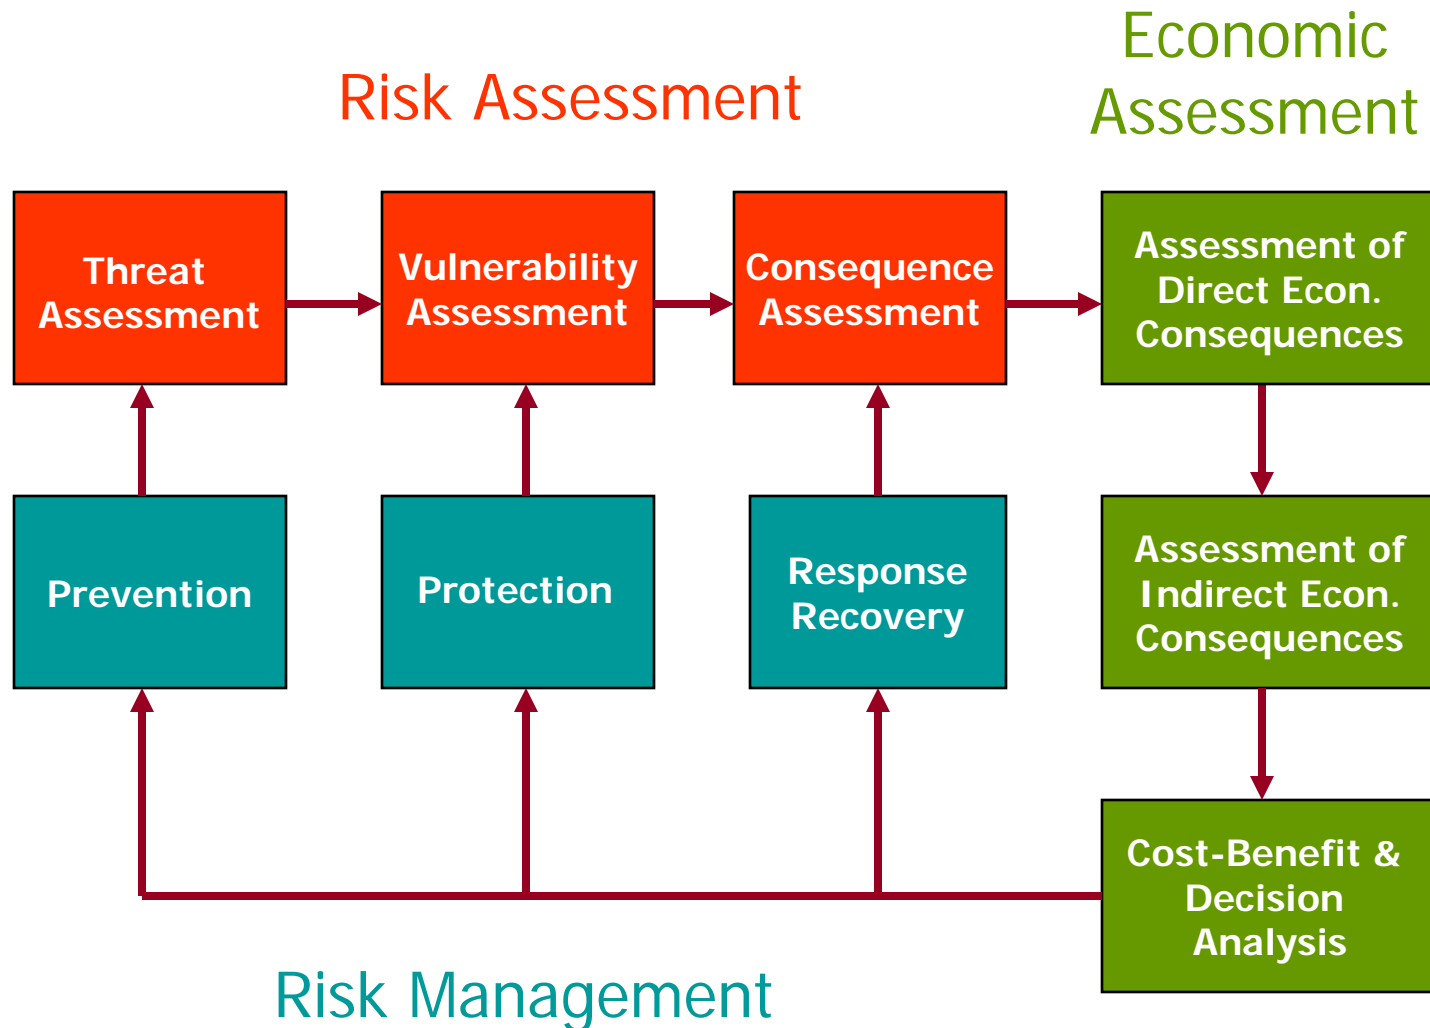 Economic
Assessment
Risk Assessment
Threat
Assessment
Vulnerability
Assessment
Consequence
Assessment
Assessment of
Direct Econ.
Consequences
Prevention
Protection
Response
Recovery
Assessment of
Indirect Econ.
Consequences
Cost-Benefit &
Decision
Analysis
Risk Management